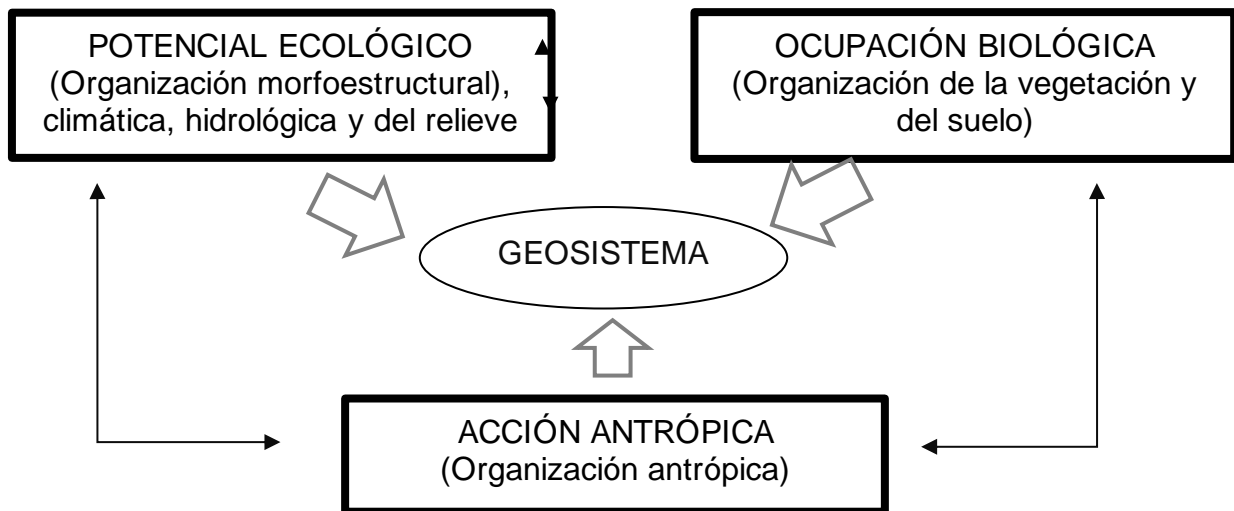 POTENCIAL ECOLÓGICO
(Organización morfoestructural),
climática, hidrológica y del relieve
OCUPACIÓN BIOLÓGICA
(Organización de la vegetación y
del suelo)
GEOSISTEMA
ACCIÓN ANTRÓPICA
(Organización antrópica)